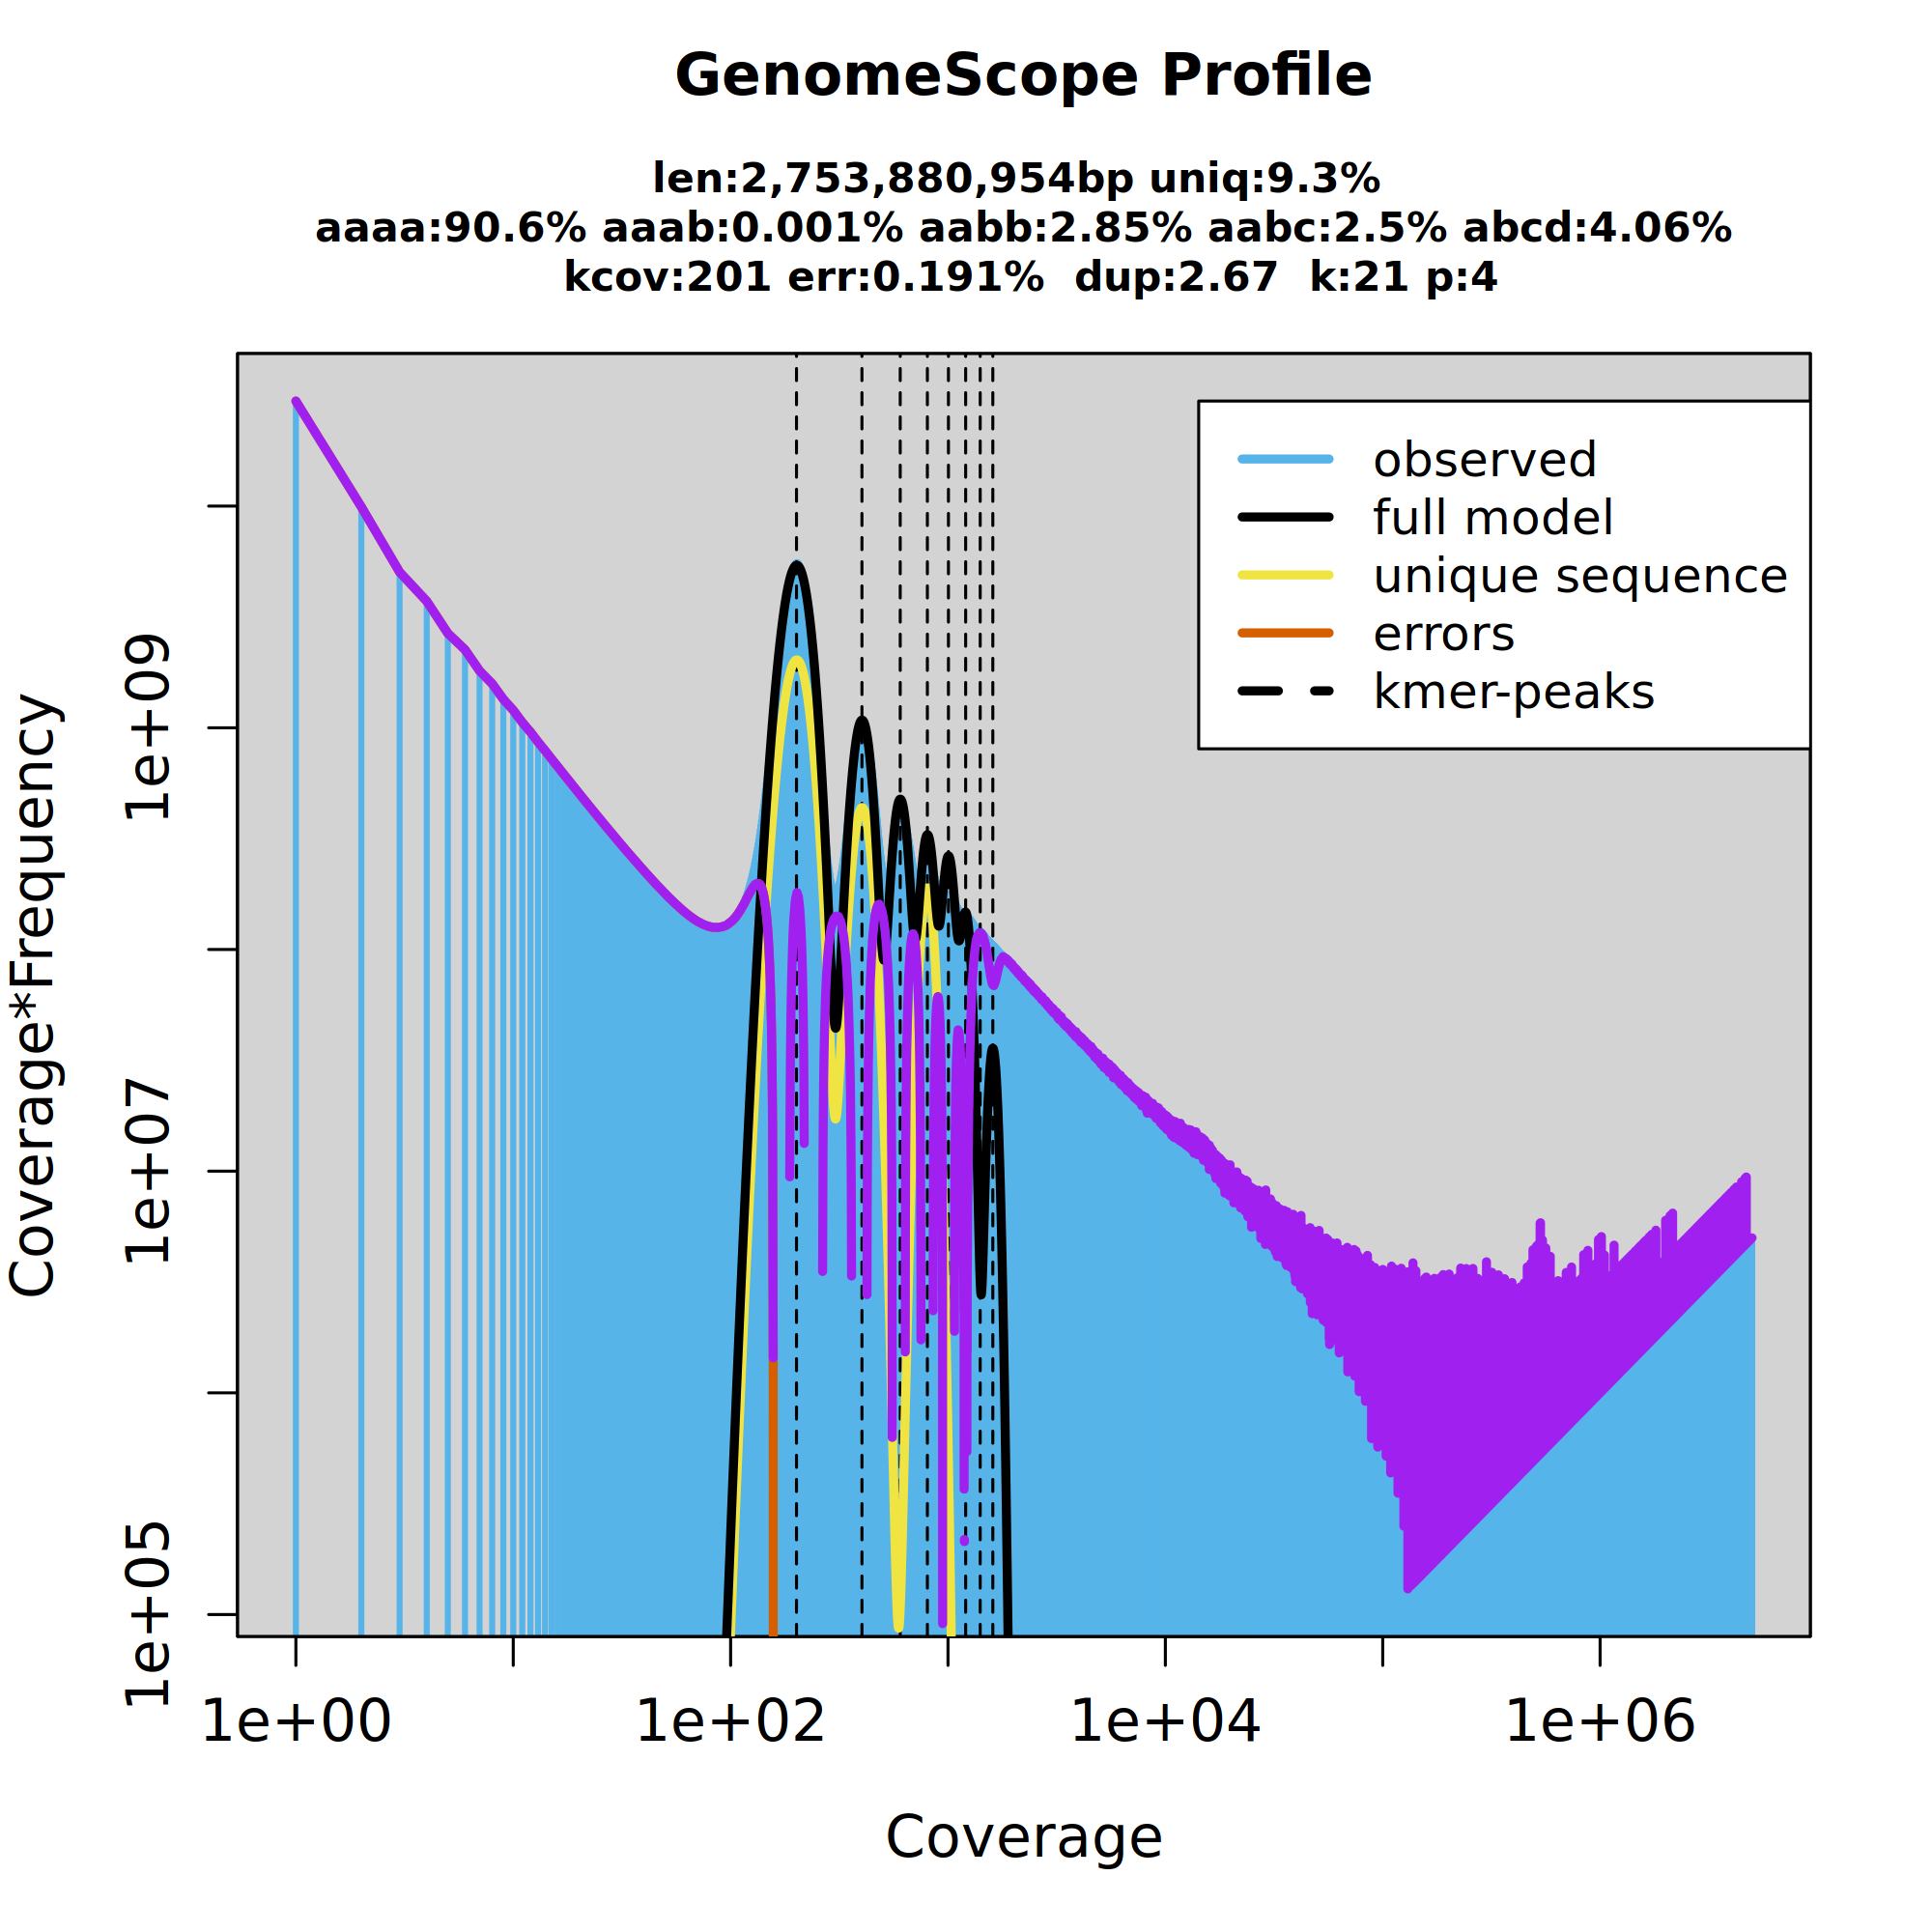 GenomeScope Profile
len:2,753,880,954bp uniq:9.3%
aaaa:90.6% aaab:0.001% aabb:2.85% aabc:2.5% abcd:4.06%
kcov:201 err:0.191% dup:2.67 k:21 p:4
observed
full model
unique sequence
errors
kmer-peaks
Coverage*Frequency
1e+09
1e+07
1e+05
1e+00 1e+02 1e+04 1e+06
Coverage